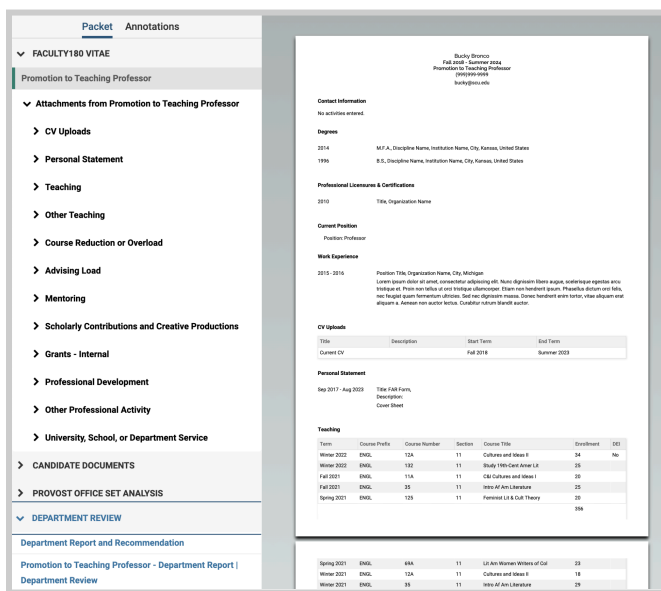 Packet Annotations
FACULTY180 VITAE
Promotion to Teaching Professor
Attachments from Promotion to Teaching Professor
CV Uploads
Personal Statement
Teaching
Other Teaching
Course Reduction or Overload
Advising Load
Mentoring
Scholarly Contributions and Creative Productions
Grants - Internal
Professional Development
Other Professional Activity
University, School, or Department Service
CANDIDATE DOCUMENTS
PROVOST OFFICE SET ANALYSIS
DEPARTMENT REVIEW
Department Report and Recommendation
Promotion to Teaching Professor - Department Report |
Department Review
Bucky Bronco
Fall 2018 - Summer 2024
Promotion to Teaching Professor
(999)999-9999
bucky@scu.edu
Contact Information
No activities entered.
Degrees
2014 M.F.A., Discipline Name, Institution Name, City, Kansas, United States
1996 B.S., Discipline Name, Institution Name, City, Kansas, United States
Professional Licensures & Certifications
2010 Title, Organization Name
Current Position
Position: Professor
Work Experience
2015 - 2016 Position Title, Organization Name, City, Michigan
Lorem ipsum dolor sit amet, consectetur adipiscing elit. Nunc dignissim libero augue, scelerisque egestas arcu
tristique et. Proin non tellus ut orci tristique ullamcorper. Etiam non hendrerit ipsum. Phasellus dictum orci felis,
nec feugiat quam fermentum ultricies. Sed nec dignissim massa. Donec hendrerit enim tortor, vitae aliquam erat
aliquam a. Aenean non auctor lectus. Curabitur rutrum blandit auctor.
CV Uploads
Title Description Start Term End Term
Current CV Fall 2018 Summer 2023
Personal Statement
Sep 2017 - Aug 2023 Title: FAR Form,
Description:
Cover Sheet
Teaching
Term Course Prefix Course Number Section Course Title Enrollment DEI
Winter 2022 ENGL 12A 11 Cultures and Ideas II 34 No
Winter 2022 ENGL 132 11 Study 19th-Cent Amer Lit 25
Fall 2021 ENGL 11A 11 C&I Cultures and Ideas I 20
Fall 2021 ENGL 35 11 Intro Af Am Literature 25
Spring 2021 ENGL 125 11 Feminist Lit & Cult Theory 20
356
Spring 2021 ENGL 69A 11 Lit Am Women Writers of Col 23
Winter 2021 ENGL 12A 11 Cultures and Ideas II 18
Winter 2021 ENGL 35 11 Intro Af Am Literature 29